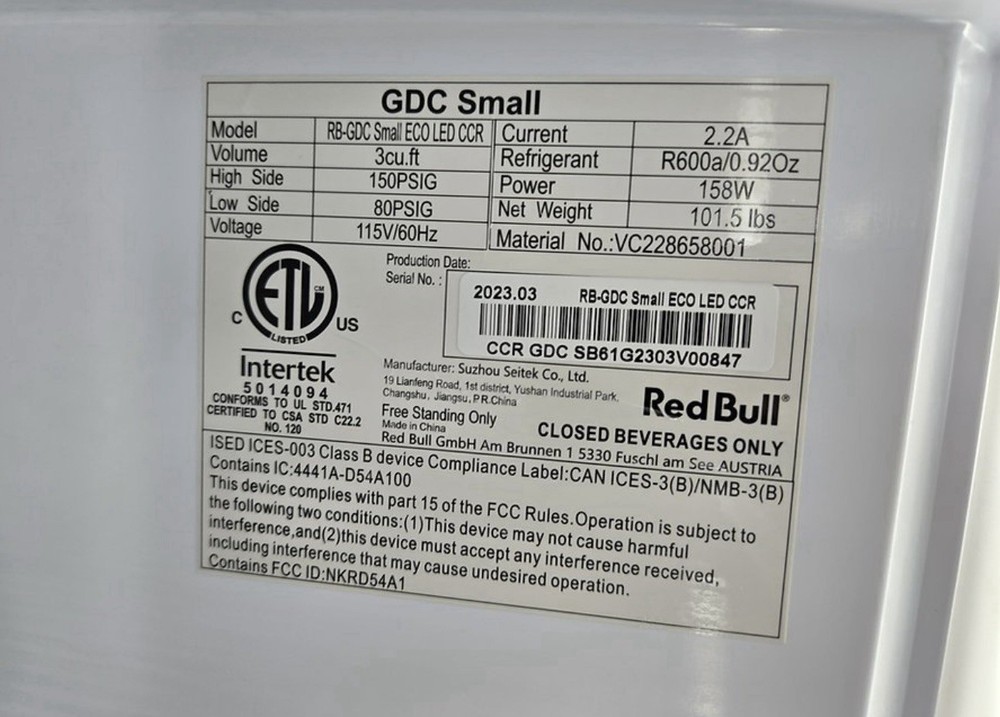 GDC Small
Model RB-GDC Small ECO LED CCR Current 2.2A
Volume 3cu.ft Refrigerant R600a/0.92Oz
High Side 150PSIG Power 158W
Low Side 80PSIG Net Weight 101.5 lbs
Voltage 115V/60Hz Material No.:VC228658001
Production Date:
Serial No. :
2023.03 RB-GDC Small ECO LED CCR
CCR GDC SB61G2303V00847
ETL CM
C LISTED US
Intertek
5014094
CONFORMS TO UL STD.471
CERTIFIED TO CSA STD C22.2
NO. 120
Manufacturer: Suzhou Seitek Co., Ltd.
19 Lianfeng Road, 1st district, Yushan Industrial Park,
Changshu, Jiangsu, P.R.China
Free Standing Only
Made in China
Red Bull®
CLOSED BEVERAGES ONLY
Red Bull GmbH Am Brunnen 1 5330 Fuschl am See AUSTRIA
ISED ICES-003 Class B device Compliance Label:CAN ICES-3(B)/NMB-3(B)
Contains IC:4441A-D54A100
This device complies with part 15 of the FCC Rules.Operation is subject to
the following two conditions:(1)This device may not cause harmful
interference,and(2)this device must accept any interference received,
including interference that may cause undesired operation.
Contains FCC ID:NKRD54A1